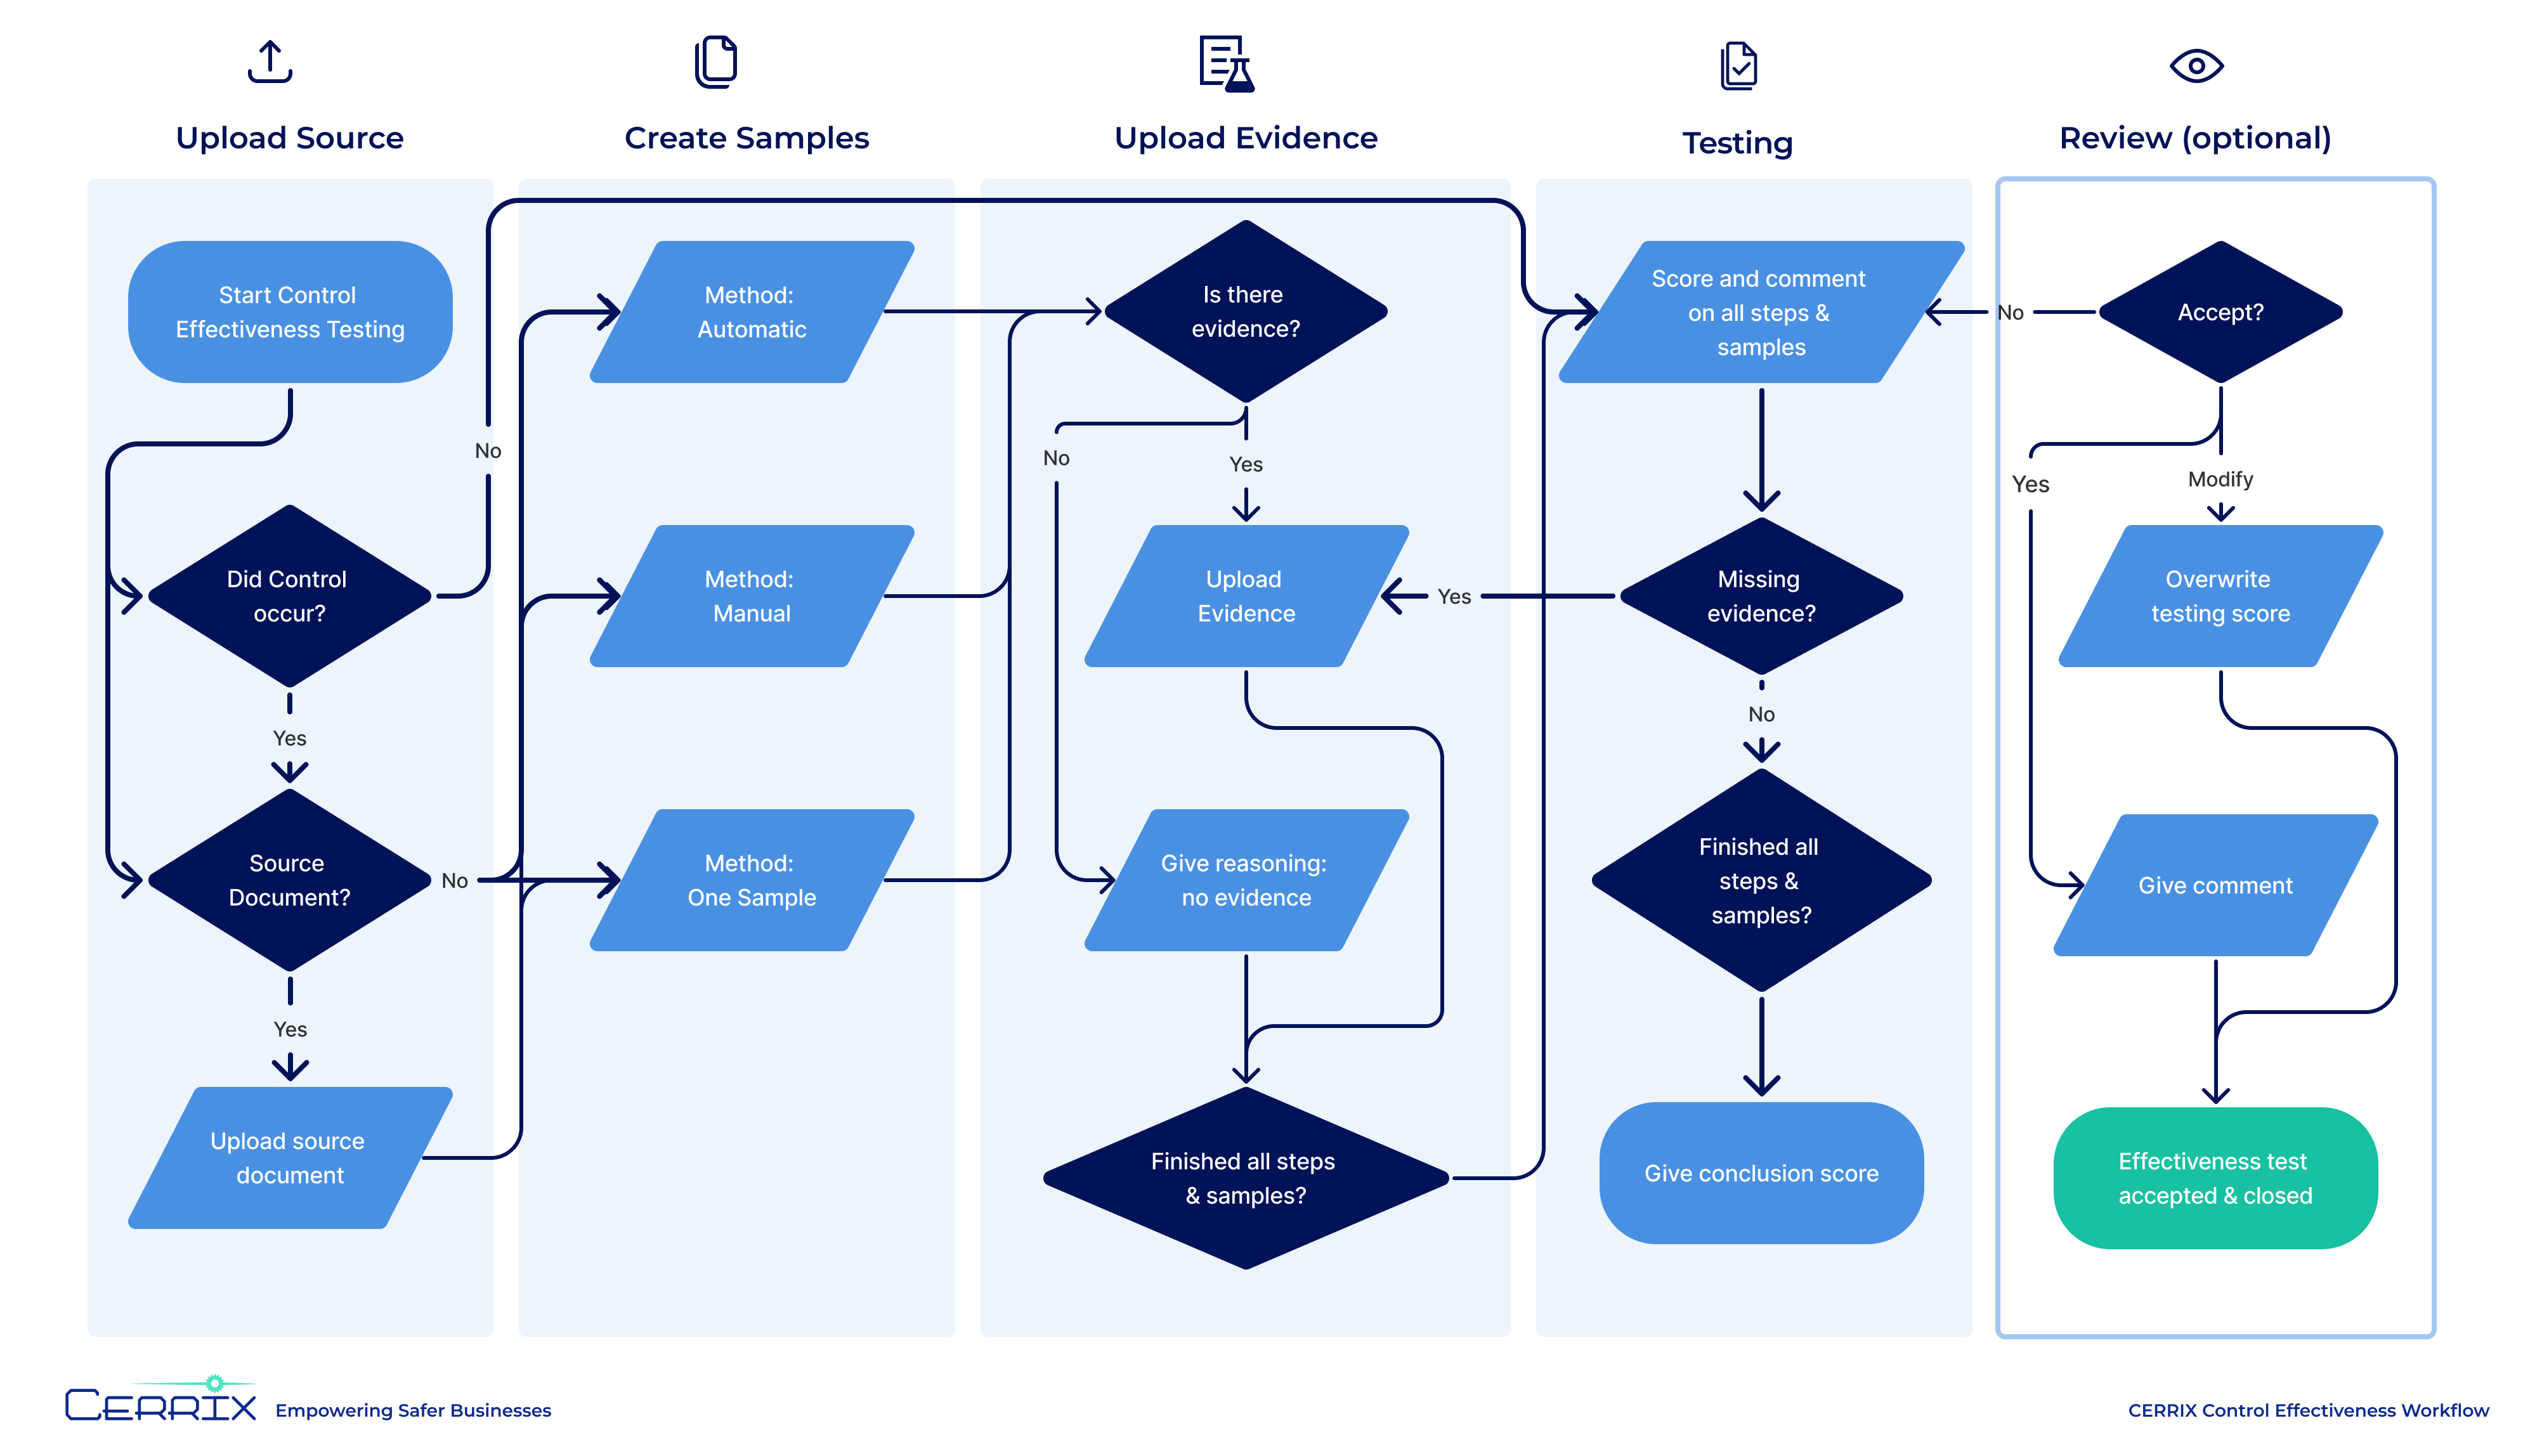 Upload Source
Create Samples
Upload Evidence
Testing
Review (optional)
Start Control
Effectiveness Testing
No
Did Control
occur?
Yes
Source
Document?
No
Yes
Upload source
document
Method:
Automatic
Method:
Manual
Method:
One Sample
Is there
evidence?
No
Yes
Upload
Evidence
Give reasoning:
no evidence
Finished all steps
& samples?
Score and comment
on all steps &
samples
Missing
evidence?
Yes
No
Finished all
steps &
samples?
Give conclusion score
Accept?
No
Yes
Modify
Overwrite
testing score
Give comment
Effectiveness test
accepted & closed
CERRIX
Empowering Safer Businesses
CERRIX Control Effectiveness Workflow